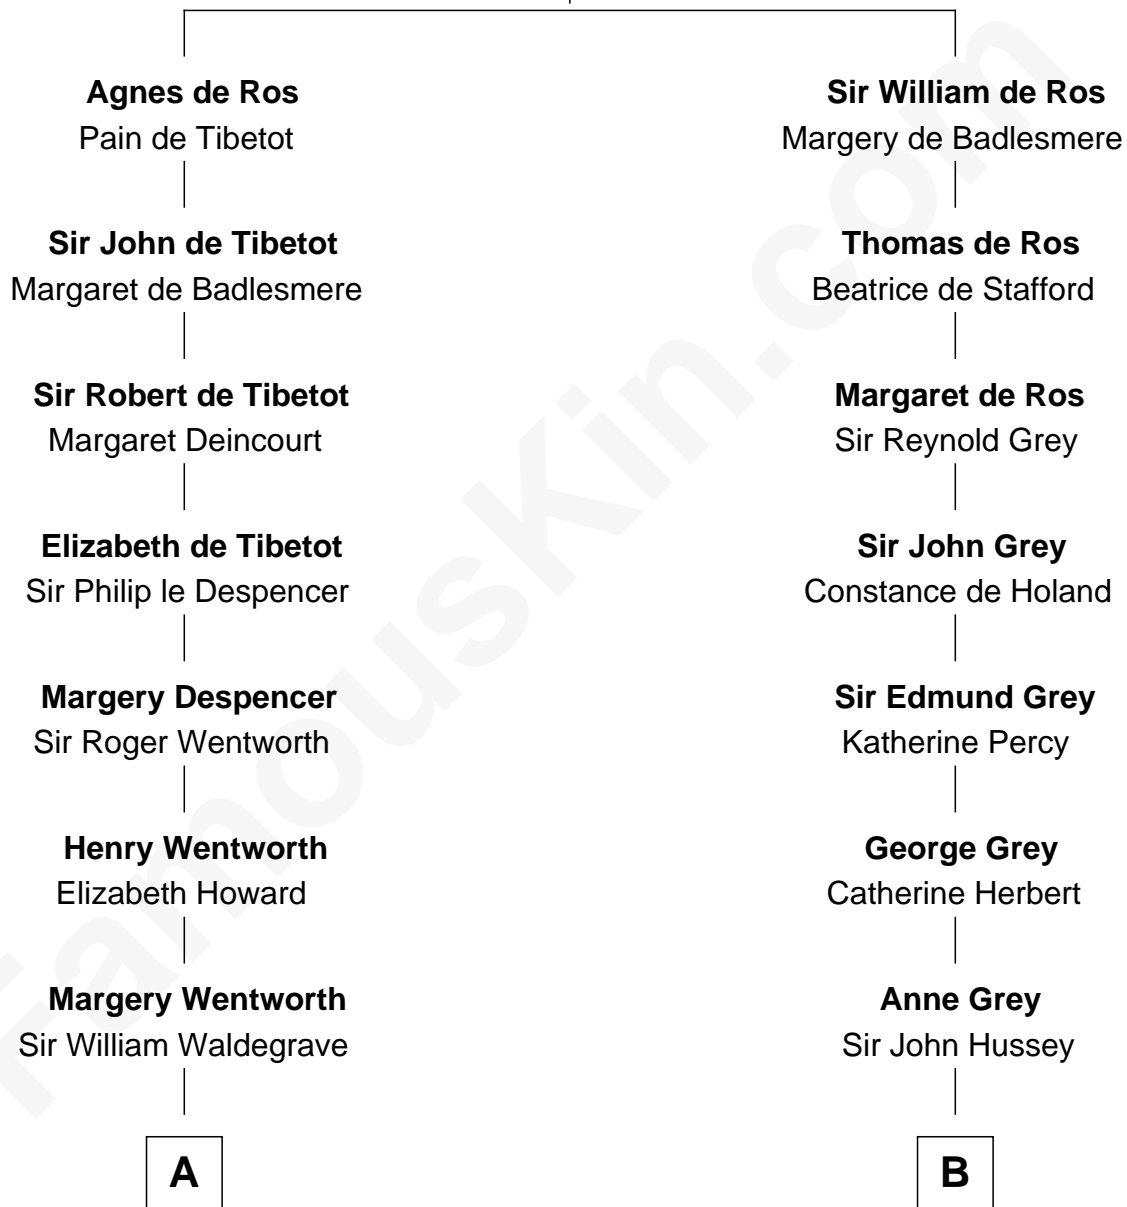 Agnes de Ros
Pain de Tibetot
Sir John de Tibetot
Margaret de Badlesmere
Sir Robert de Tibetot
Margaret Deincourt
Elizabeth de Tibetot
Sir Philip le Despencer
Margery Despencer
Sir Roger Wentworth
Henry Wentworth
Elizabeth Howard
Margery Wentworth
Sir William Waldegrave
A
Sir William de Ros
Margery de Badlesmere
Thomas de Ros
Beatrice de Stafford
Margaret de Ros
Sir Reynold Grey
Sir John Grey
Constance de Holand
Sir Edmund Grey
Katherine Percy
George Grey
Catherine Herbert
Anne Grey
Sir John Hussey
B
FamousKin.com